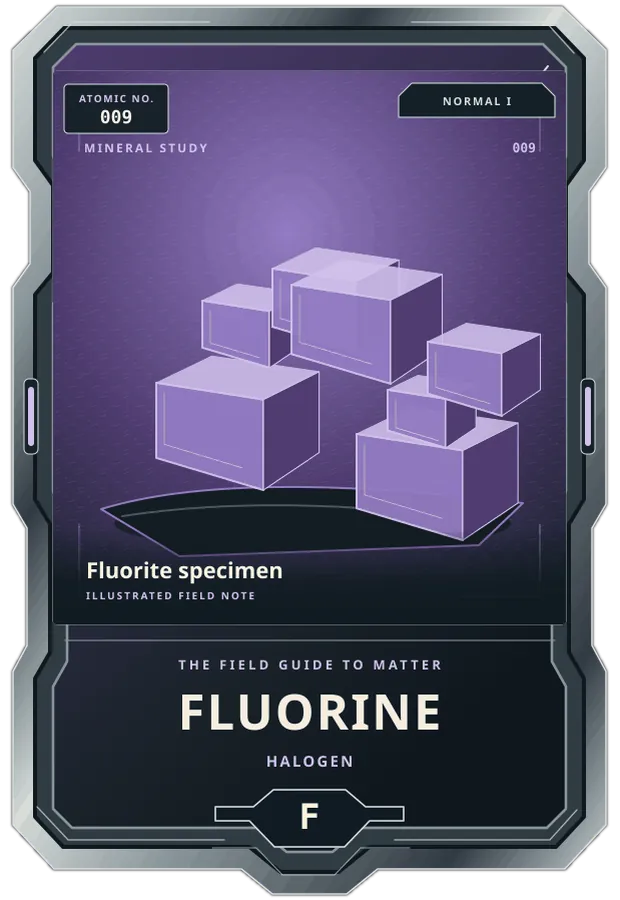 ATOMIC NO.
009
NORMAL I
MINERAL STUDY
009
Fluorite specimen
ILLUSTRATED FIELD NOTE
THE FIELD GUIDE TO MATTER
FLUORINE
HALOGEN
F